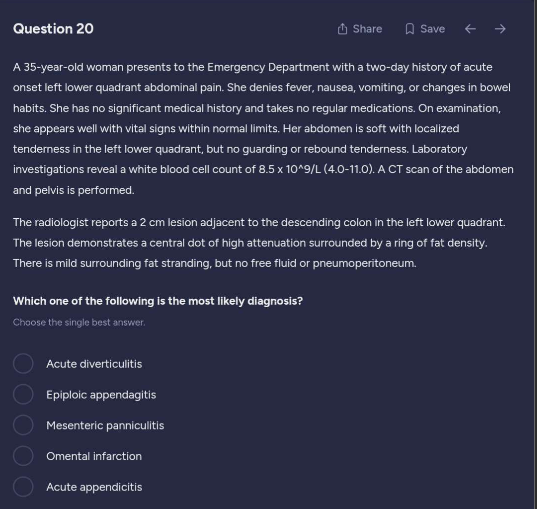 Question 20
Share
Save
A 35-year-old woman presents to the Emergency Department with a two-day history of acute
onset left lower quadrant abdominal pain. She denies fever, nausea, vomiting, or changes in bowel
habits. She has no significant medical history and takes no regular medications. On examination,
she appears well with vital signs within normal limits. Her abdomen is soft with localized
tenderness in the left lower quadrant, but no guarding or rebound tenderness. Laboratory
investigations reveal a white blood cell count of 8.5 x 10^9/L (4.0-11.0). A CT scan of the abdomen
and pelvis is performed.
The radiologist reports a 2 cm lesion adjacent to the descending colon in the left lower quadrant.
The lesion demonstrates a central dot of high attenuation surrounded by a ring of fat density.
There is mild surrounding fat stranding, but no free fluid or pneumoperitoneum.
Which one of the following is the most likely diagnosis?
Choose the single best answer.
Acute diverticulitis
Epiploic appendagitis
Mesenteric panniculitis
Omental infarction
Acute appendicitis